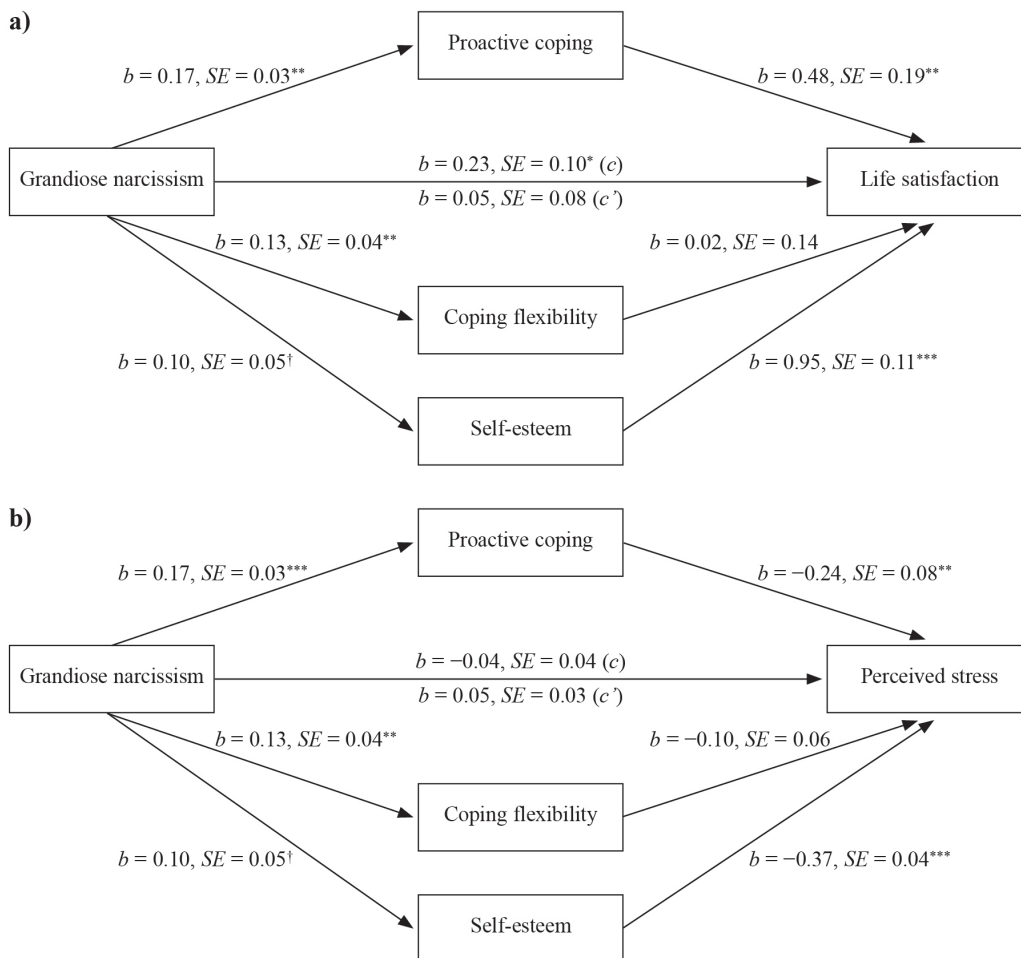 a)
Proactive coping
b = 0.17, SE = 0.03**
b = 0.48, SE = 0.19**
Grandiose narcissism
b = 0.23, SE = 0.10* (c)
b = 0.05, SE = 0.08 (c’)
Life satisfaction
b = 0.13, SE = 0.04**
b = 0.02, SE = 0.14
Coping flexibility
b = 0.10, SE = 0.05†
b = 0.95, SE = 0.11***
Self-esteem
b)
Proactive coping
b = 0.17, SE = 0.03***
b = −0.24, SE = 0.08**
Grandiose narcissism
b = −0.04, SE = 0.04 (c)
b = 0.05, SE = 0.03 (c’)
Perceived stress
b = 0.13, SE = 0.04**
b = −0.10, SE = 0.06
Coping flexibility
b = 0.10, SE = 0.05†
b = −0.37, SE = 0.04***
Self-esteem